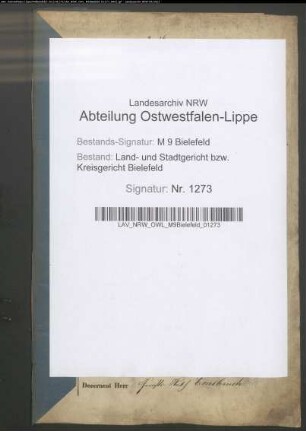 Landesarchiv NRW
Abteilung Ostwestfalen-Lippe
Bestands-Signatur: M 9 Bielefeld
Bestand: Land- und Stadtgericht bzw.
Kreisgericht Bielefeld
Signatur: Nr. 1273
LAV_NRW_OWL_M9Bielefeld_01273
Decernent Herr